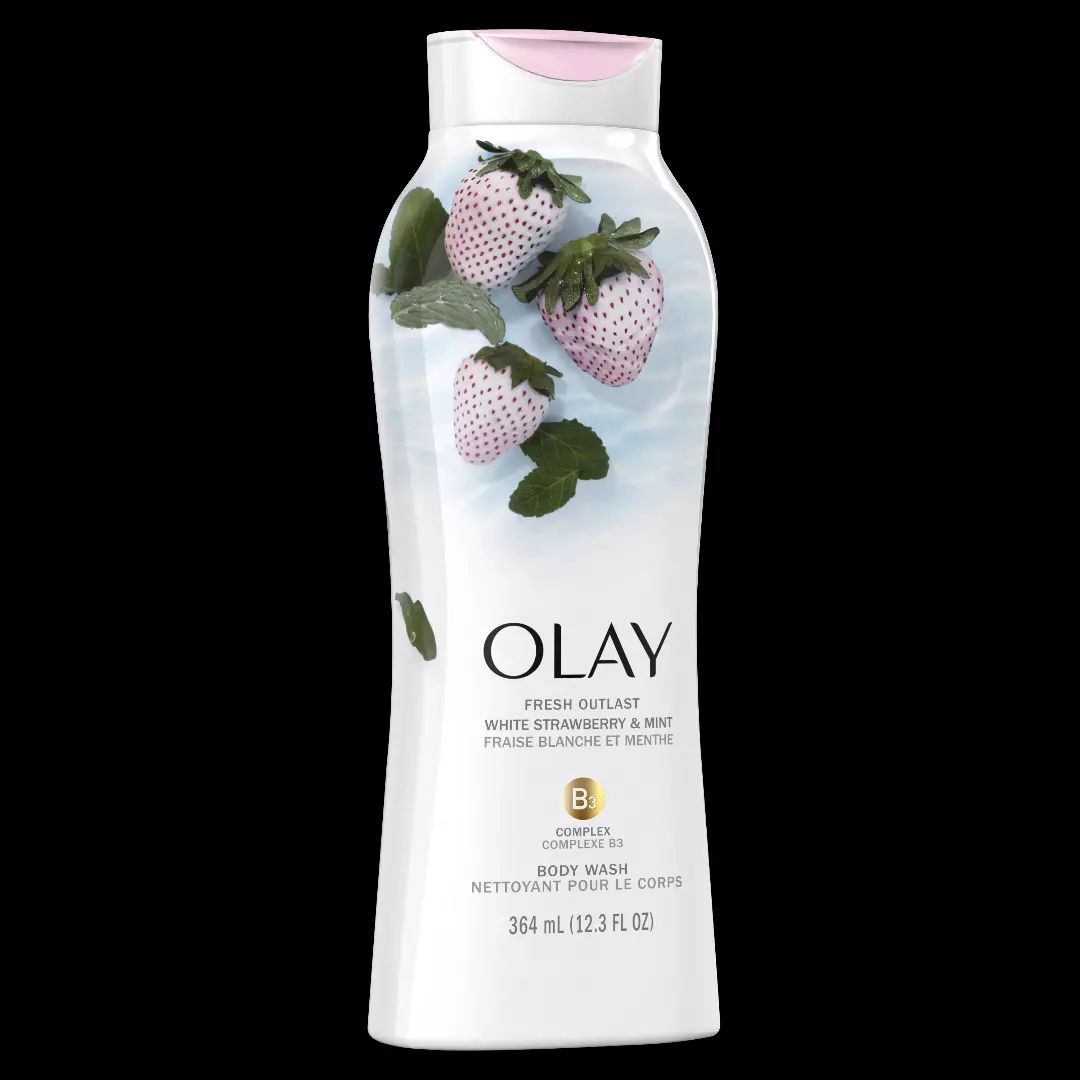 OLAY
FRESH OUTLAST
WHITE STRAWBERRY & MINT
FRAISE BLANCHE ET MENTHE
B3
COMPLEX
COMPLEXE B3
BODY WASH
NETTOYANT POUR LE CORPS
364 mL (12.3 FL OZ)